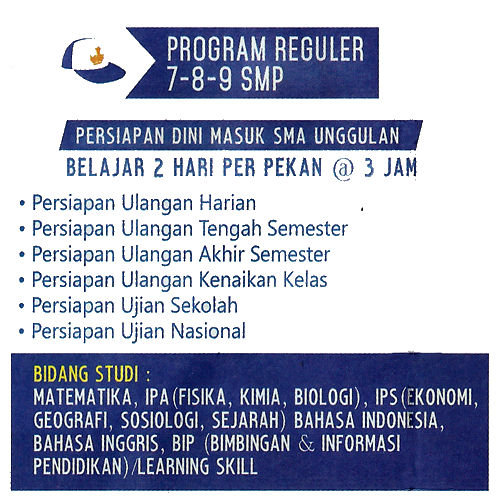 PROGRAM REGULER
7-8-9 SMP
PERSIAPAN DINI MASUK SMA UNGGULAN
BELAJAR 2 HARI PER PEKAN @ 3 JAM
• Persiapan Ulangan Harian
• Persiapan Ulangan Tengah Semester
• Persiapan Ulangan Akhir Semester
• Persiapan Ulangan Kenaikan Kelas
• Persiapan Ujian Sekolah
• Persiapan Ujian Nasional
BIDANG STUDI :
MATEMATIKA, IPA (FISIKA, KIMIA, BIOLOGI), IPS (EKONOMI,
GEOGRAFI, SOSIOLOGI, SEJARAH) BAHASA INDONESIA,
BAHASA INGGRIS, BIP (BIMBINGAN & INFORMASI
PENDIDIKAN)/LEARNING SKILL